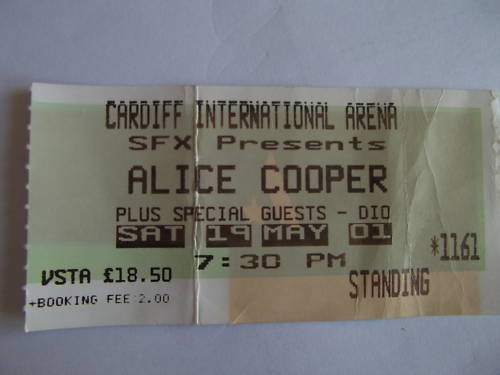 CARDIFF INTERNATIONAL ARENA
SFX Presents
ALICE COOPER
PLUS SPECIAL GUESTS - DIO
SAT 19 MAY 01
7:30 PM
*1161
VSTA £18.50
STANDING
+BOOKING FEE 2.00